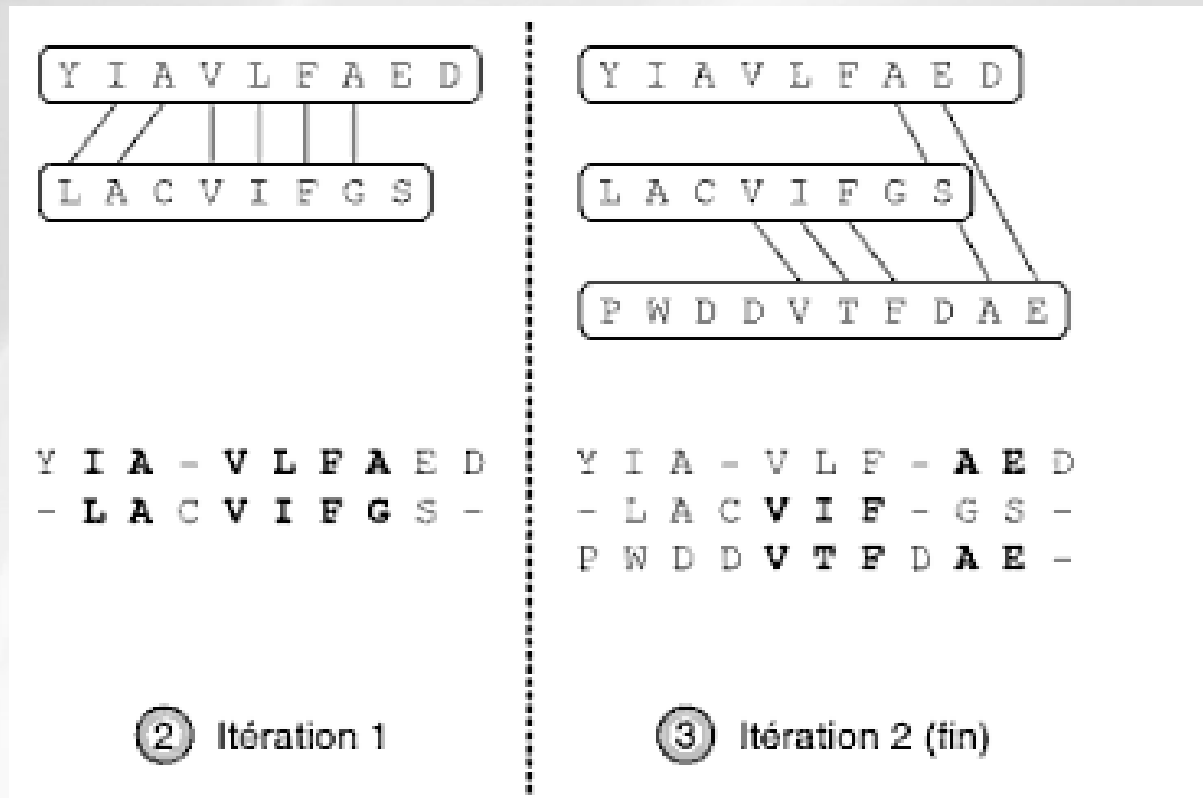 Y I A V L F A E D
L A C V I F G S
Y I A - V L F A E D
- L A C V I F G S -
2 Itération 1
Y I A V L F A E D
L A C V I F G S
P W D D V T F D A E
Y I A - V L F - A E D
- L A C V I F - G S -
P W D D V T F D A E -
3 Itération 2 (fin)